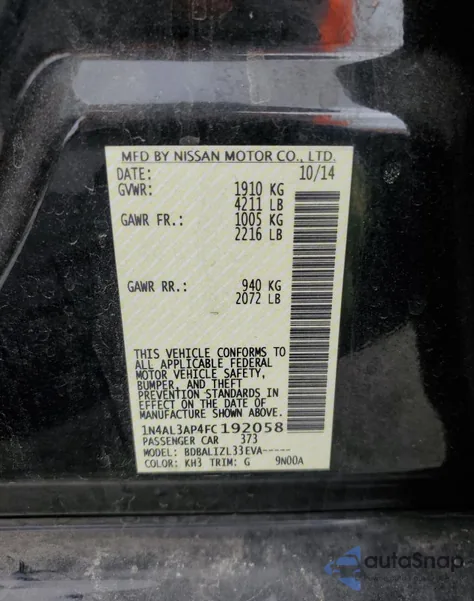 MFD BY NISSAN MOTOR CO., LTD.
DATE: 10/14
GVWR: 1910 KG
4211 LB
GAWR FR.: 1005 KG
2216 LB
GAWR RR.: 940 KG
2072 LB
THIS VEHICLE CONFORMS TO
ALL APPLICABLE FEDERAL
MOTOR VEHICLE SAFETY,
BUMPER, AND THEFT
PREVENTION STANDARDS IN
EFFECT ON THE DATE OF
MANUFACTURE SHOWN ABOVE.
1N4AL3AP4FC192058
PASSENGER CAR 373
MODEL: BDBALIZL33EVA-----
COLOR: KH3 TRIM: G 9N00A
autoSnap